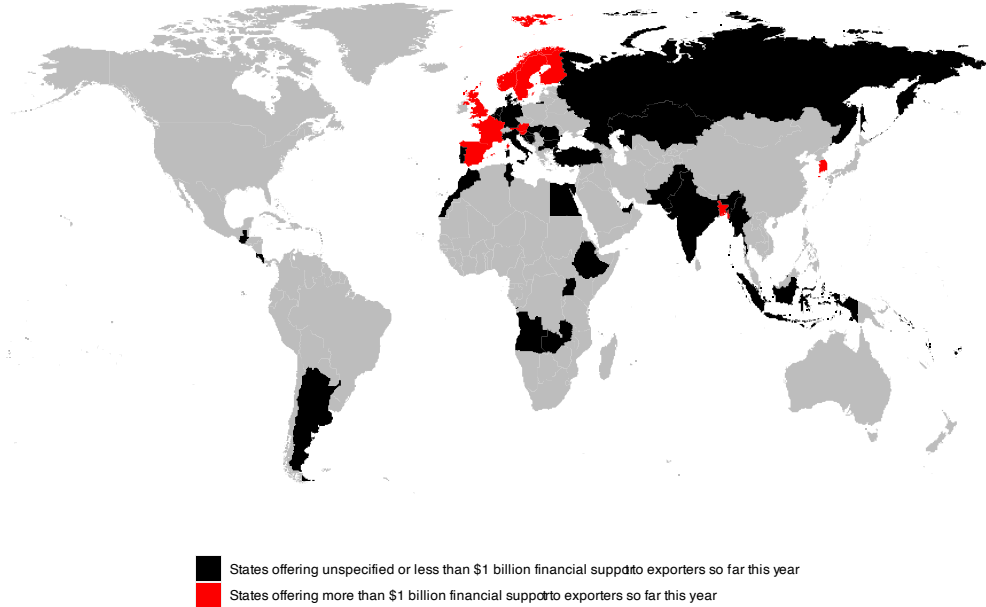 States offering unspecified or less than $1 billion financial support to exporters so far this year
States offering more than $1 billion financial support to exporters so far this year